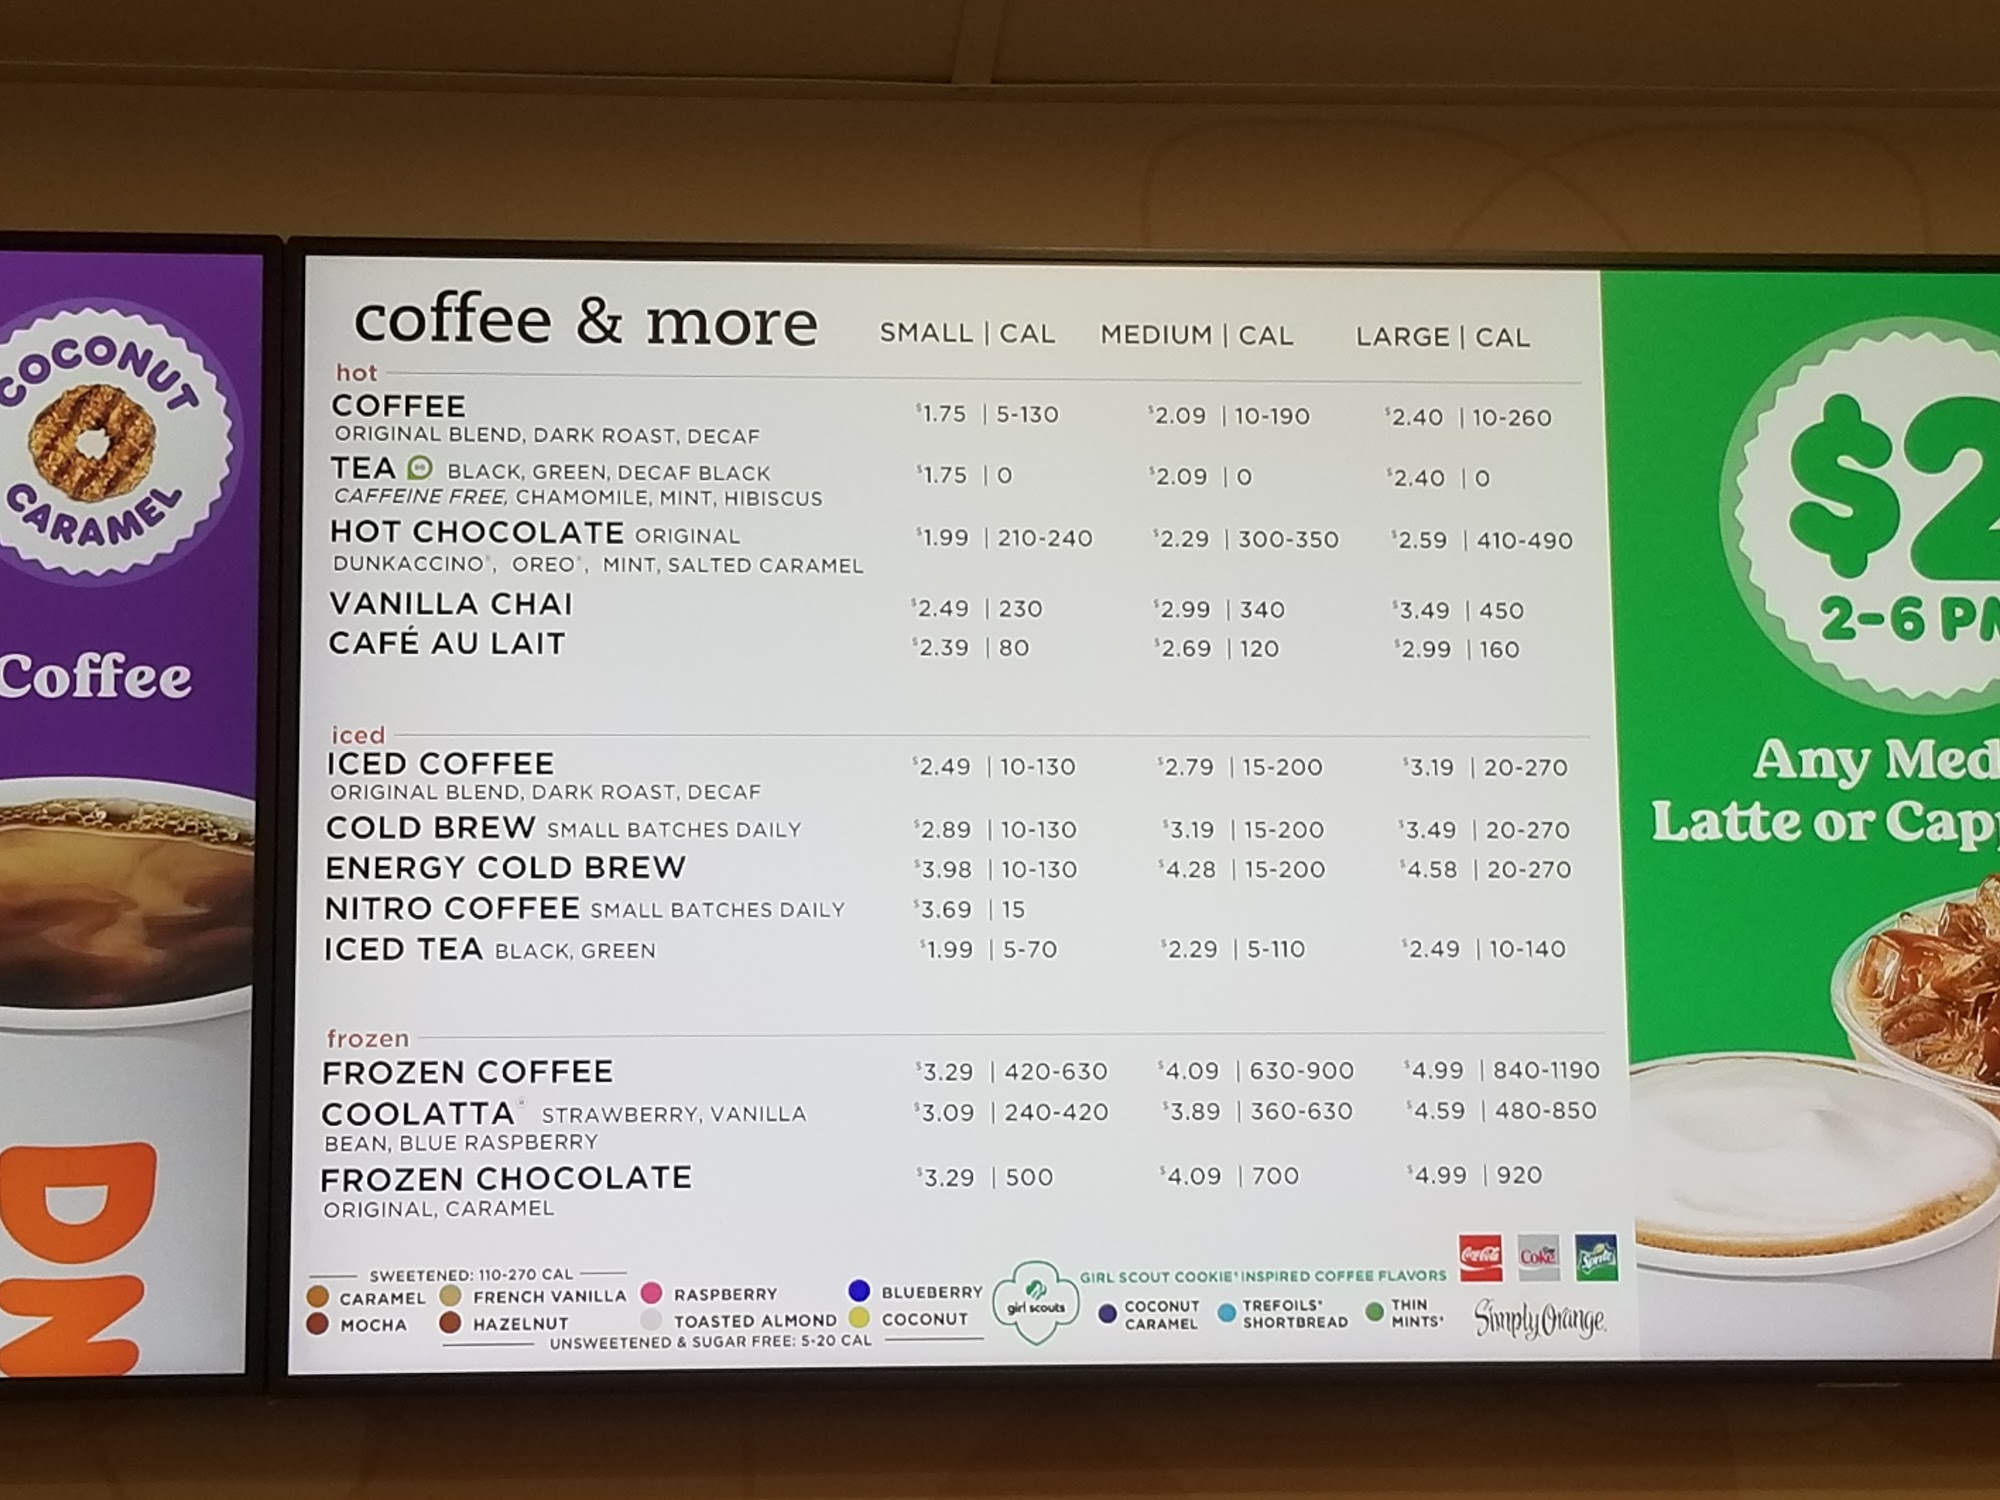 COCONUT
CARAMEL
Coffee
DN
coffee & more SMALL | CAL MEDIUM | CAL LARGE | CAL
hot
COFFEE $1.75 | 5-130 $2.09 | 10-190 $2.40 | 10-260
ORIGINAL BLEND, DARK ROAST, DECAF
TEA BLACK, GREEN, DECAF BLACK $1.75 | 0 $2.09 | 0 $2.40 | 0
CAFFEINE FREE, CHAMOMILE, MINT, HIBISCUS
HOT CHOCOLATE ORIGINAL $1.99 | 210-240 $2.29 | 300-350 $2.59 | 410-490
DUNKACCINO®, OREO®, MINT, SALTED CARAMEL
VANILLA CHAI $2.49 | 230 $2.99 | 340 $3.49 | 450
CAFÉ AU LAIT $2.39 | 80 $2.69 | 120 $2.99 | 160
iced
ICED COFFEE $2.49 | 10-130 $2.79 | 15-200 $3.19 | 20-270
ORIGINAL BLEND, DARK ROAST, DECAF
COLD BREW SMALL BATCHES DAILY $2.89 | 10-130 $3.19 | 15-200 $3.49 | 20-270
ENERGY COLD BREW $3.98 | 10-130 $4.28 | 15-200 $4.58 | 20-270
NITRO COFFEE SMALL BATCHES DAILY $3.69 | 15
ICED TEA BLACK, GREEN $1.99 | 5-70 $2.29 | 5-110 $2.49 | 10-140
frozen
FROZEN COFFEE $3.29 | 420-630 $4.09 | 630-900 $4.99 | 840-1190
COOLATTA® STRAWBERRY, VANILLA $3.09 | 240-420 $3.89 | 360-630 $4.59 | 480-850
BEAN, BLUE RASPBERRY
FROZEN CHOCOLATE $3.29 | 500 $4.09 | 700 $4.99 | 920
ORIGINAL, CARAMEL
SWEETENED: 110-270 CAL
CARAMEL FRENCH VANILLA RASPBERRY BLUEBERRY
MOCHA HAZELNUT TOASTED ALMOND COCONUT
UNSWEETENED & SUGAR FREE: 5-20 CAL
girl scouts
GIRL SCOUT COOKIE® INSPIRED COFFEE FLAVORS
COCONUT TREFOILS® THIN
CARAMEL SHORTBREAD MINTS®
Coca-Cola
Diet Coke
Sprite
Simply Orange
$2
2-6 PM
Any Med
Latte or Capp